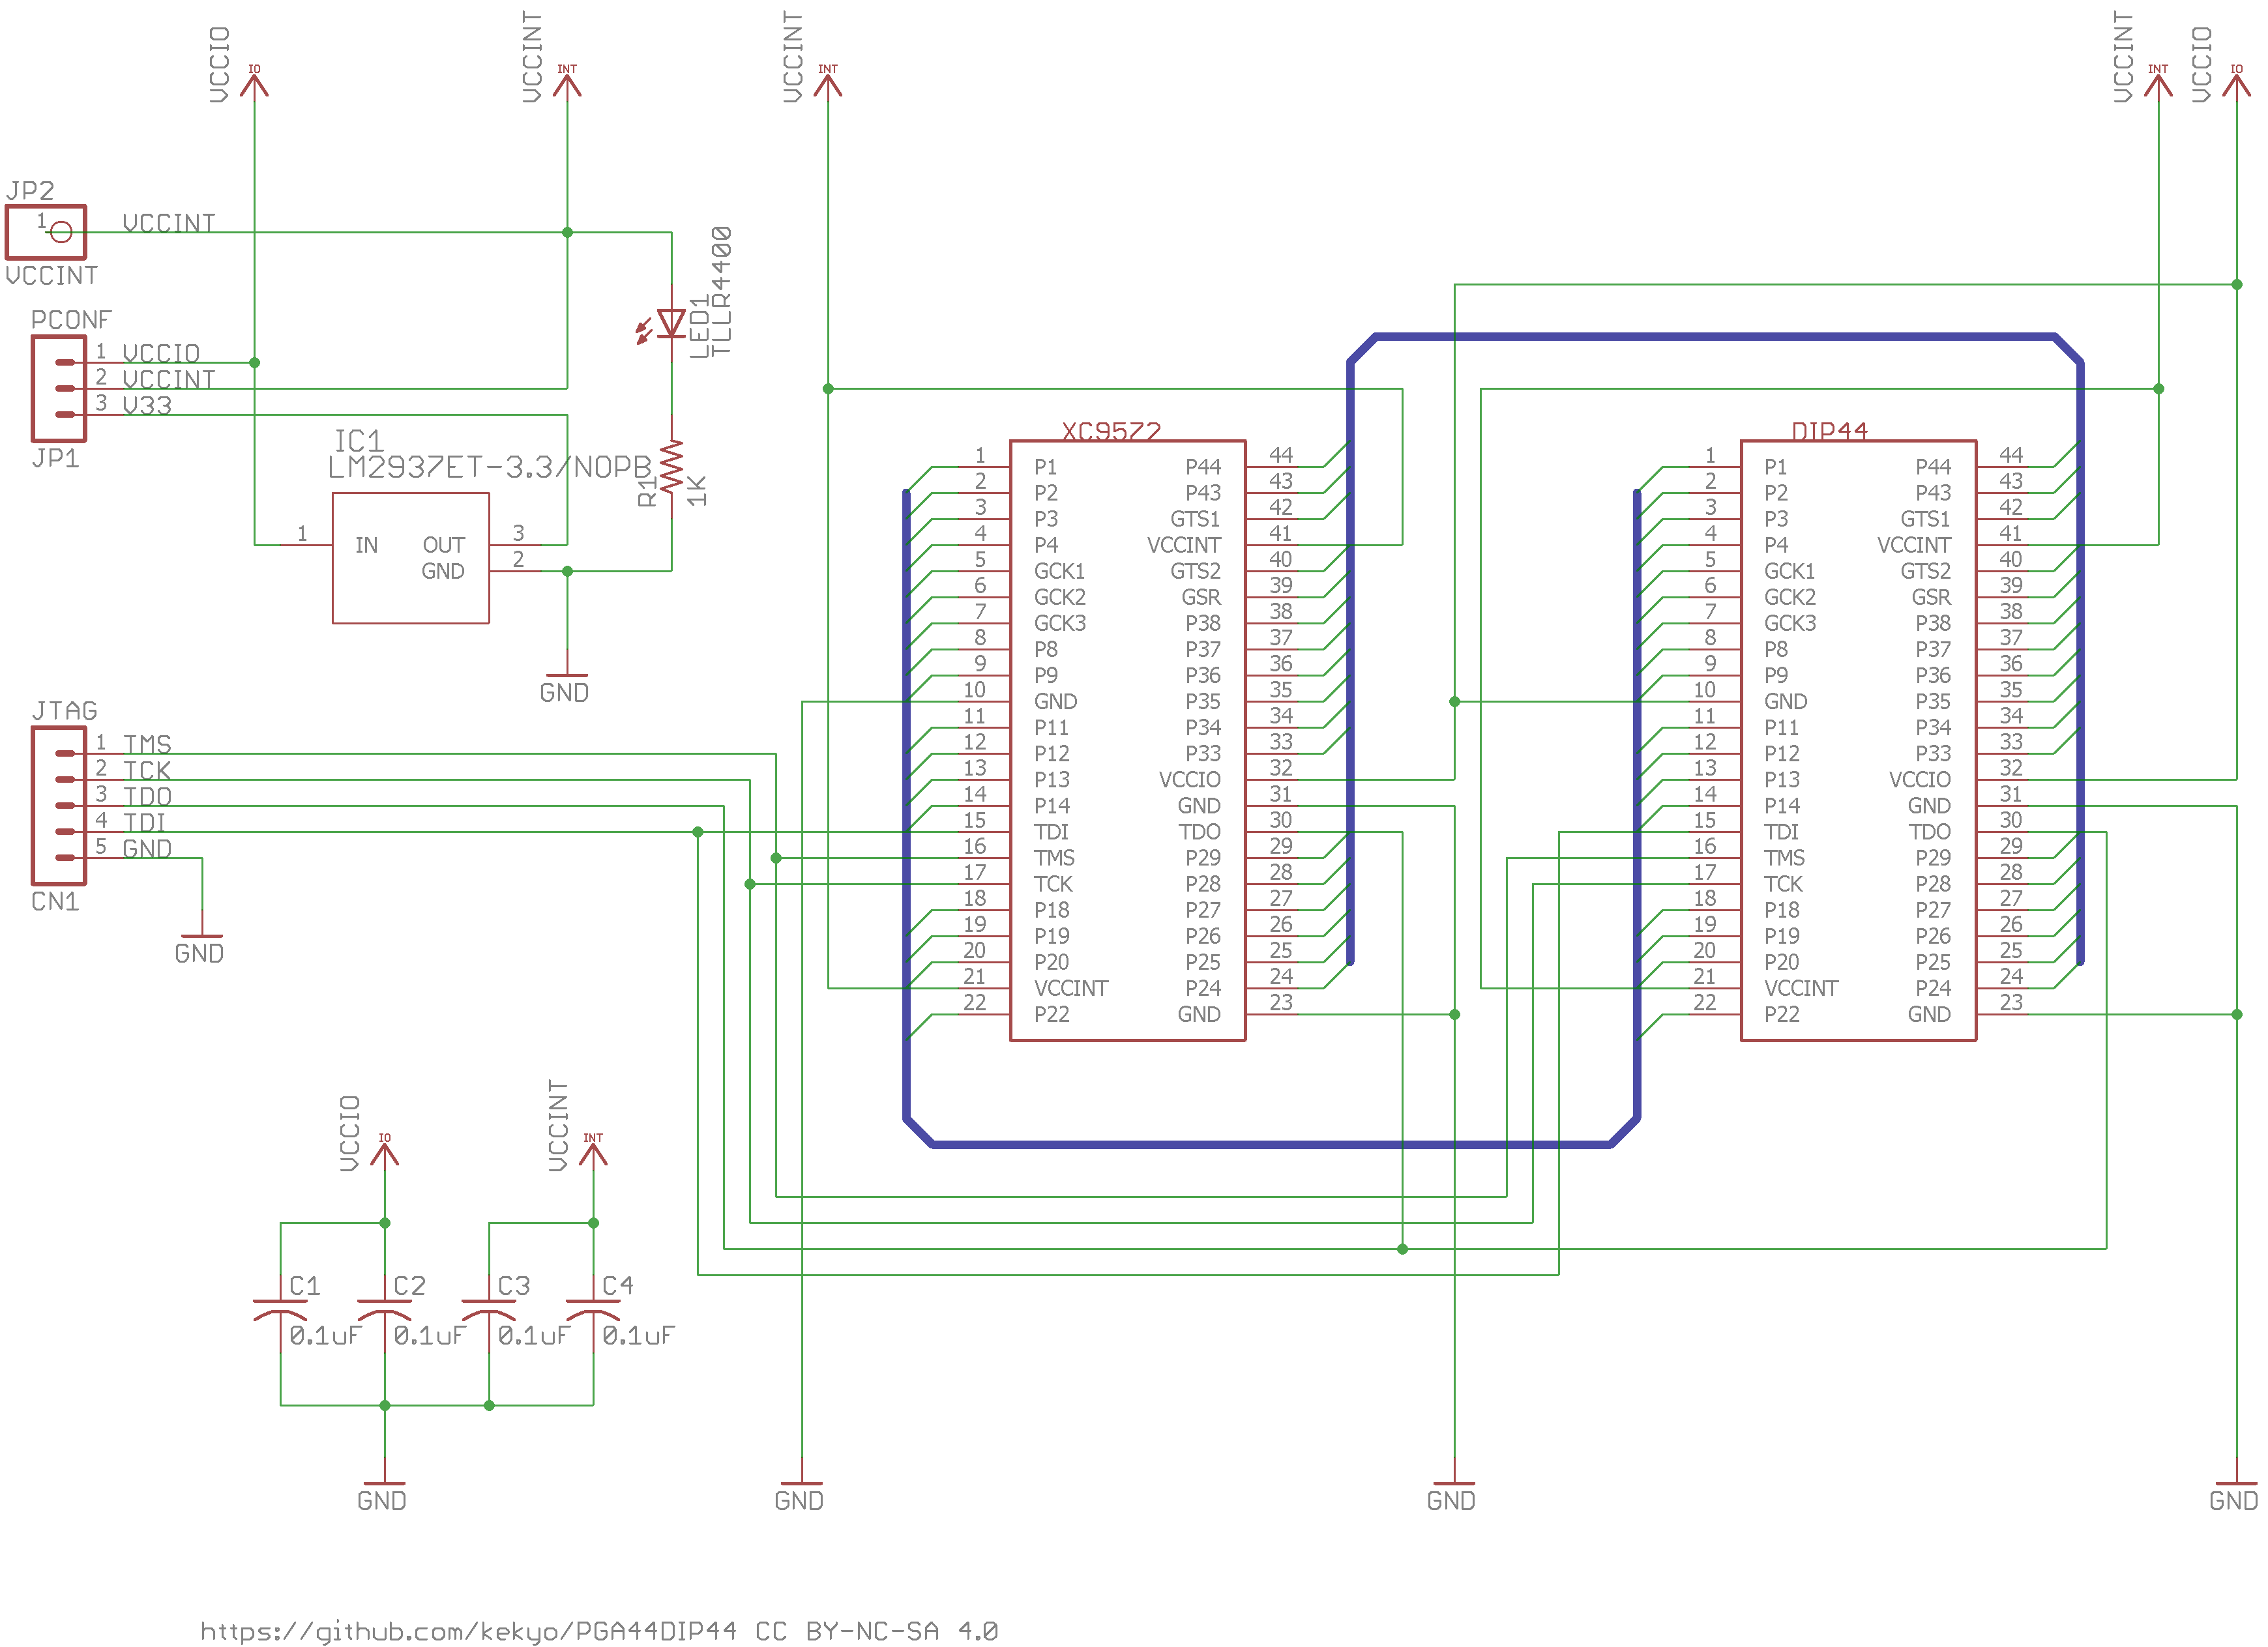 VCCIO
IO
VCCINT
INT
VCCINT
INT
VCCINT
INT
VCCIO
IO
JP2
1
VCCINT
VCCINT
PCONF
1 VCCIO
2 VCCINT
3 V33
JP1
LED1
TLLR4400
R1
1K
IC1
LM2937ET-3.3/NOPB
1 IN OUT 3
GND 2
GND
JTAG
1 TMS
2 TCK
3 TDO
4 TDI
5 GND
CN1
GND
XC9572
1 P1 P44 44
2 P2 P43 43
3 P3 GTS1 42
4 P4 VCCINT 41
5 GCK1 GTS2 40
6 GCK2 GSR 39
7 GCK3 P38 38
8 P8 P37 37
9 P9 P36 36
10 GND P35 35
11 P11 P34 34
12 P12 P33 33
13 P13 VCCIO 32
14 P14 GND 31
15 TDI TDO 30
16 TMS P29 29
17 TCK P28 28
18 P18 P27 27
19 P19 P26 26
20 P20 P25 25
21 VCCINT P24 24
22 P22 GND 23
DIP44
1 P1 P44 44
2 P2 P43 43
3 P3 GTS1 42
4 P4 VCCINT 41
5 GCK1 GTS2 40
6 GCK2 GSR 39
7 GCK3 P38 38
8 P8 P37 37
9 P9 P36 36
10 GND P35 35
11 P11 P34 34
12 P12 P33 33
13 P13 VCCIO 32
14 P14 GND 31
15 TDI TDO 30
16 TMS P29 29
17 TCK P28 28
18 P18 P27 27
19 P19 P26 26
20 P20 P25 25
21 VCCINT P24 24
22 P22 GND 23
VCCIO
IO
VCCINT
INT
C1 C2 C3 C4
0.1uF 0.1uF 0.1uF 0.1uF
GND GND GND GND
https://github.com/kekyo/PGA44DIP44 CC BY-NC-SA 4.0